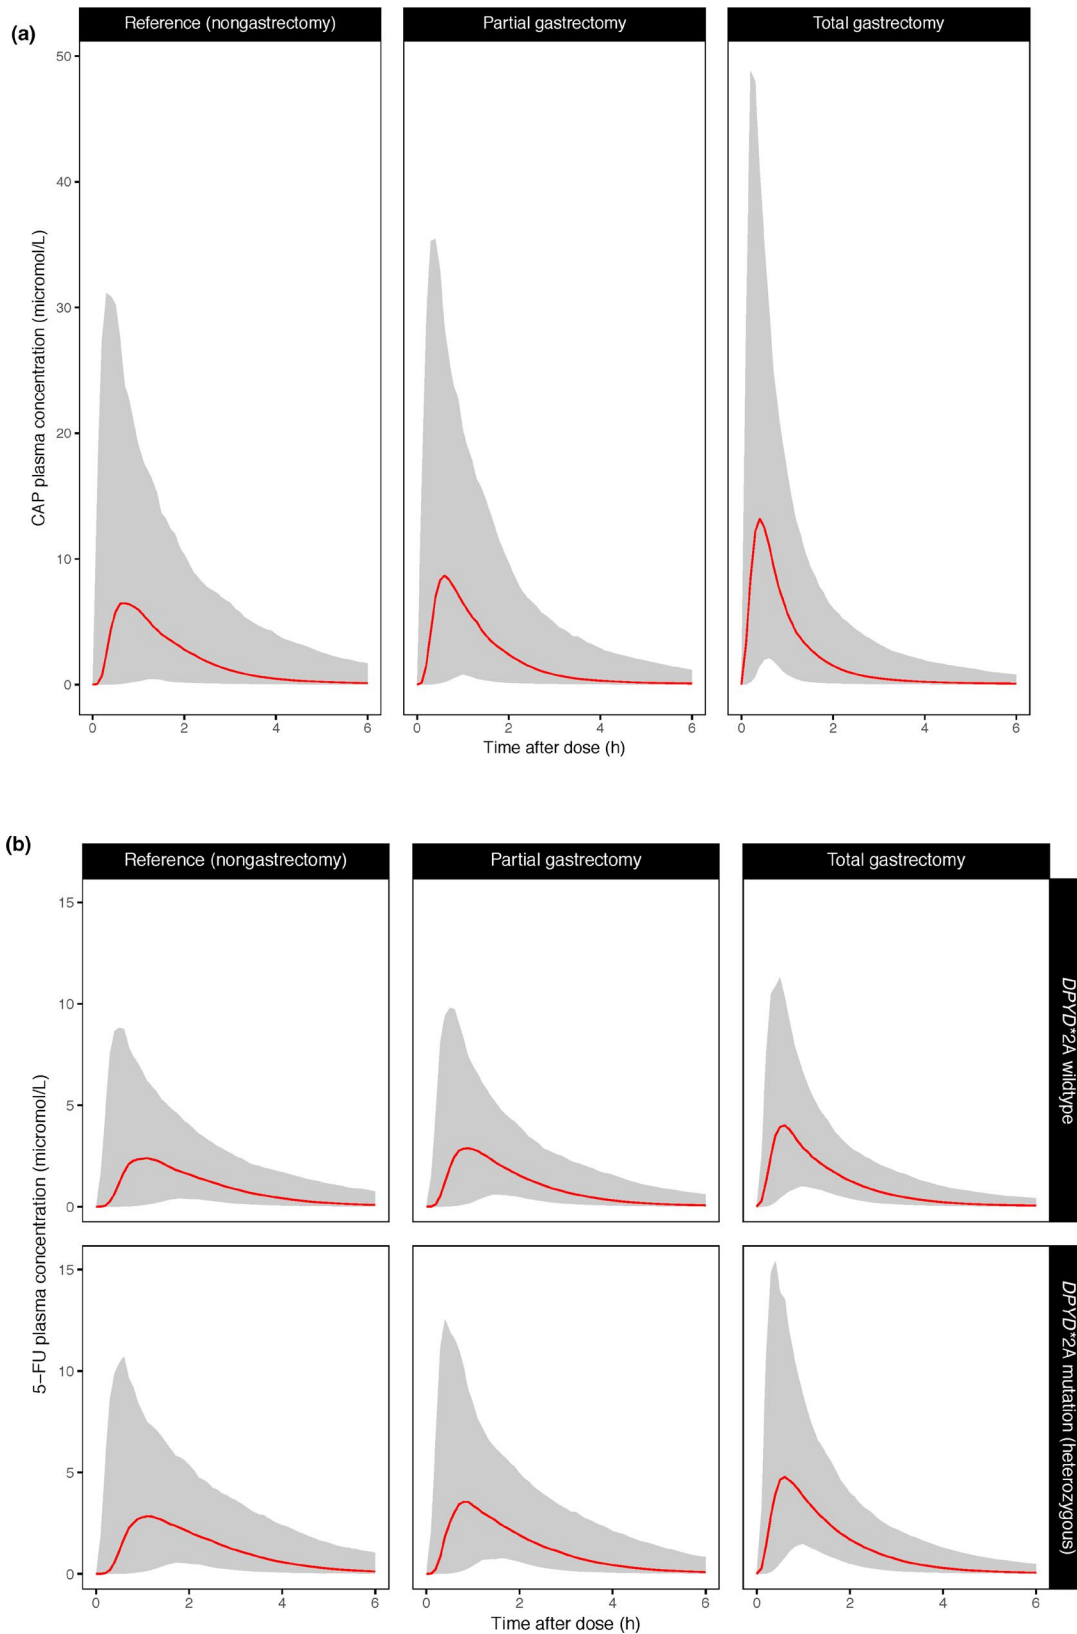 (a)
Reference (nongastrectomy)
Partial gastrectomy
Total gastrectomy
CAP plasma concentration (micromol/L)
50
40
30
20
10
0
0 2 4 6
0 2 4 6
0 2 4 6
Time after dose (h)
(b)
Reference (nongastrectomy)
Partial gastrectomy
Total gastrectomy
5−FU plasma concentration (micromol/L)
15
10
5
0
DPYD*2A wildtype
15
10
5
0
DPYD*2A mutation (heterozygous)
0 2 4 6
0 2 4 6
0 2 4 6
Time after dose (h)